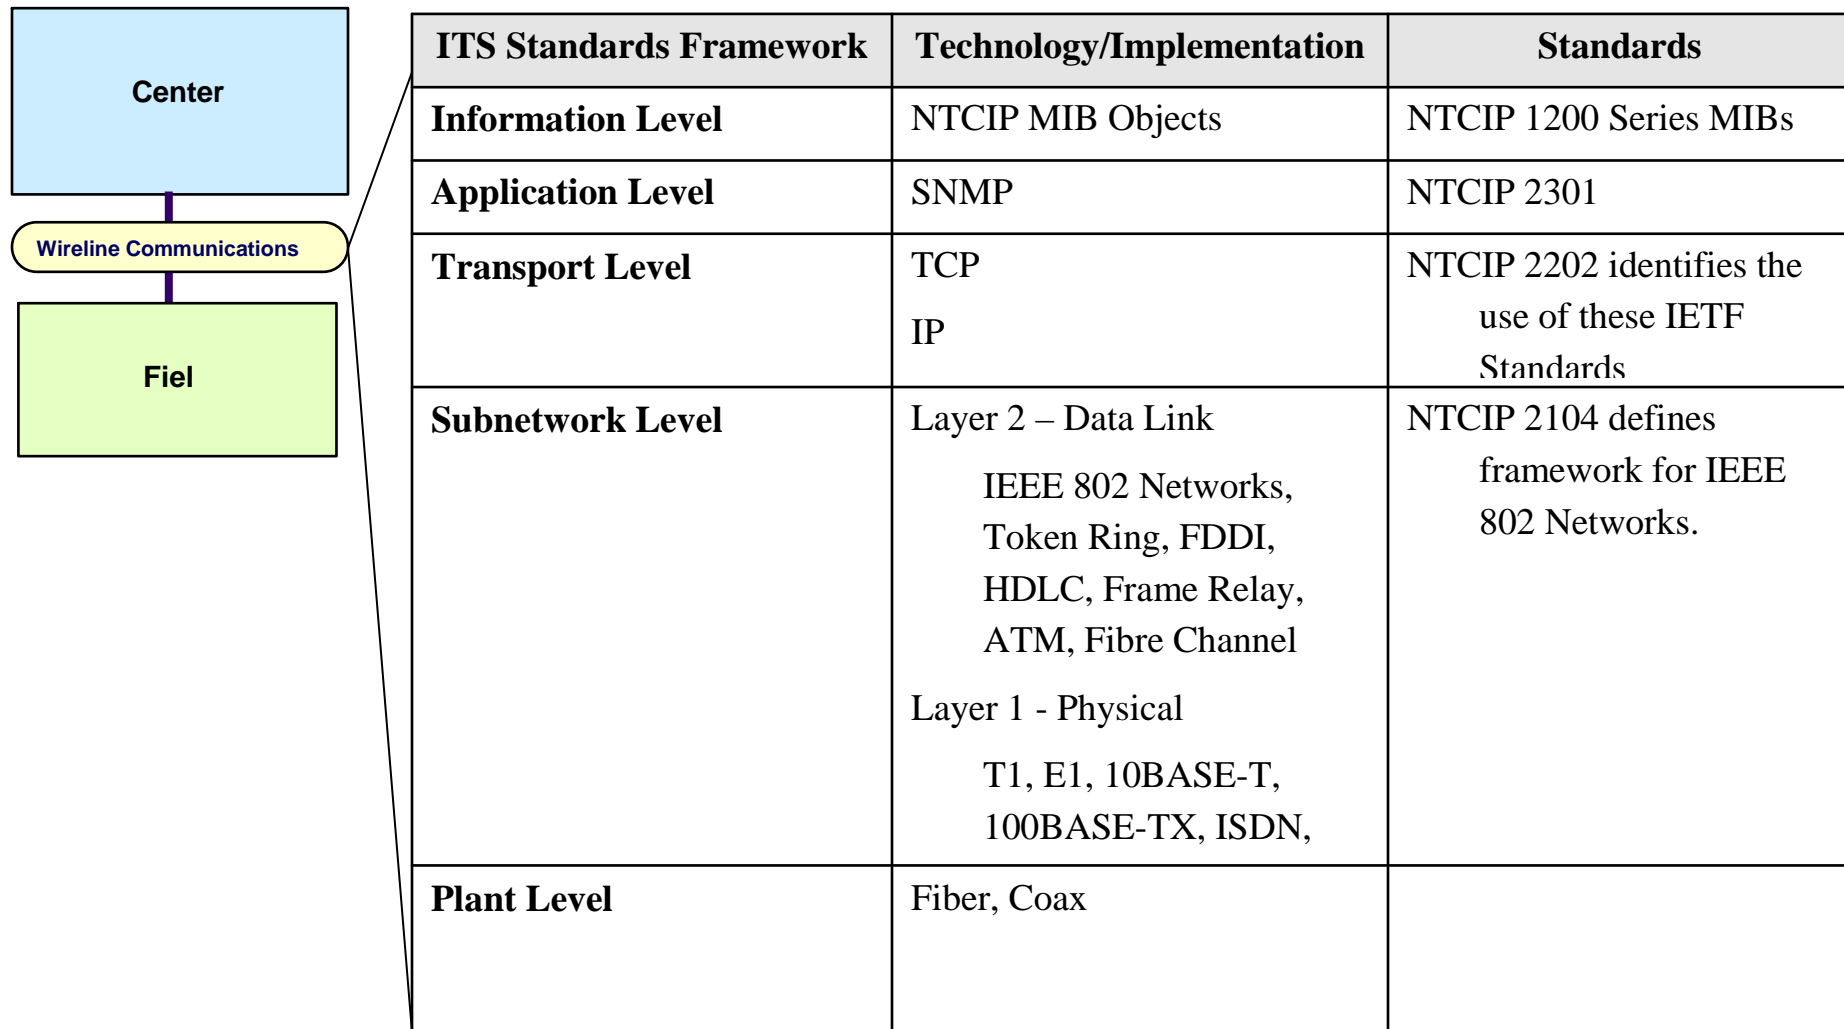 Center
Wireline Communications
Fiel
ITS Standards Framework
Technology/Implementation
Standards
Information Level
NTCIP MIB Objects
NTCIP 1200 Series MIBs
Application Level
SNMP
NTCIP 2301
Transport Level
TCP
IP
NTCIP 2202 identifies the
use of these IETF
Standards
Subnetwork Level
Layer 2 – Data Link
IEEE 802 Networks,
Token Ring, FDDI,
HDLC, Frame Relay,
ATM, Fibre Channel
Layer 1 - Physical
T1, E1, 10BASE-T,
100BASE-TX, ISDN,
NTCIP 2104 defines
framework for IEEE
802 Networks.
Plant Level
Fiber, Coax